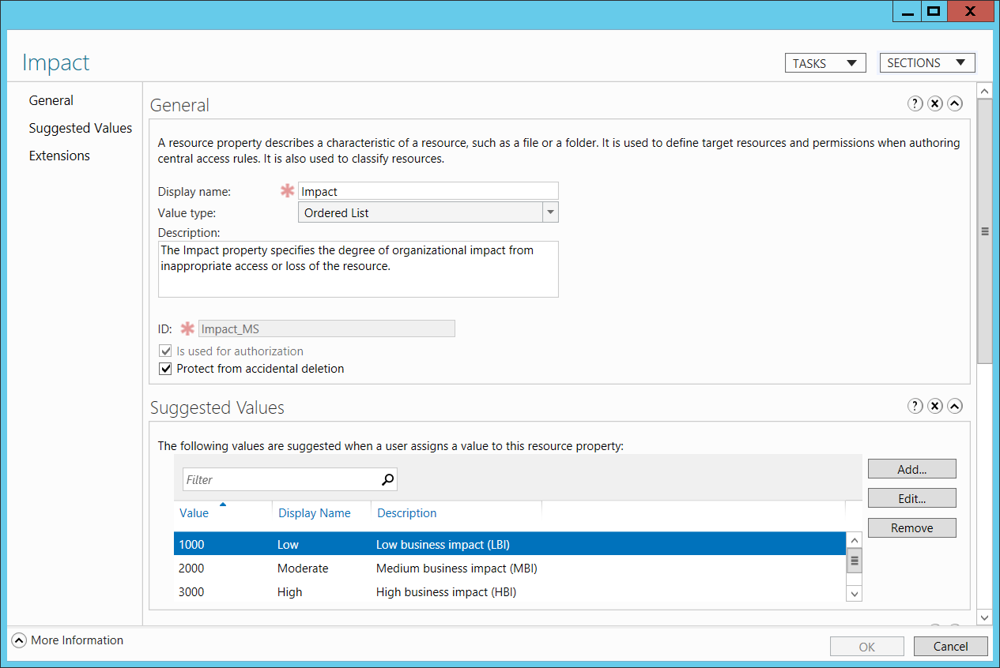 Impact
TASKS
SECTIONS
General
Suggested Values
Extensions
General
A resource property describes a characteristic of a resource, such as a file or a folder. It is used to define target resources and permissions when authoring
central access rules. It is also used to classify resources.
Display name: Impact
Value type: Ordered List
Description:
The Impact property specifies the degree of organizational impact from
inappropriate access or loss of the resource.
ID: Impact_MS
Is used for authorization
Protect from accidental deletion
Suggested Values
The following values are suggested when a user assigns a value to this resource property:
Filter
Add...
Edit...
Remove
Value Display Name Description
1000 Low Low business impact (LBI)
2000 Moderate Medium business impact (MBI)
3000 High High business impact (HBI)
More Information
OK
Cancel